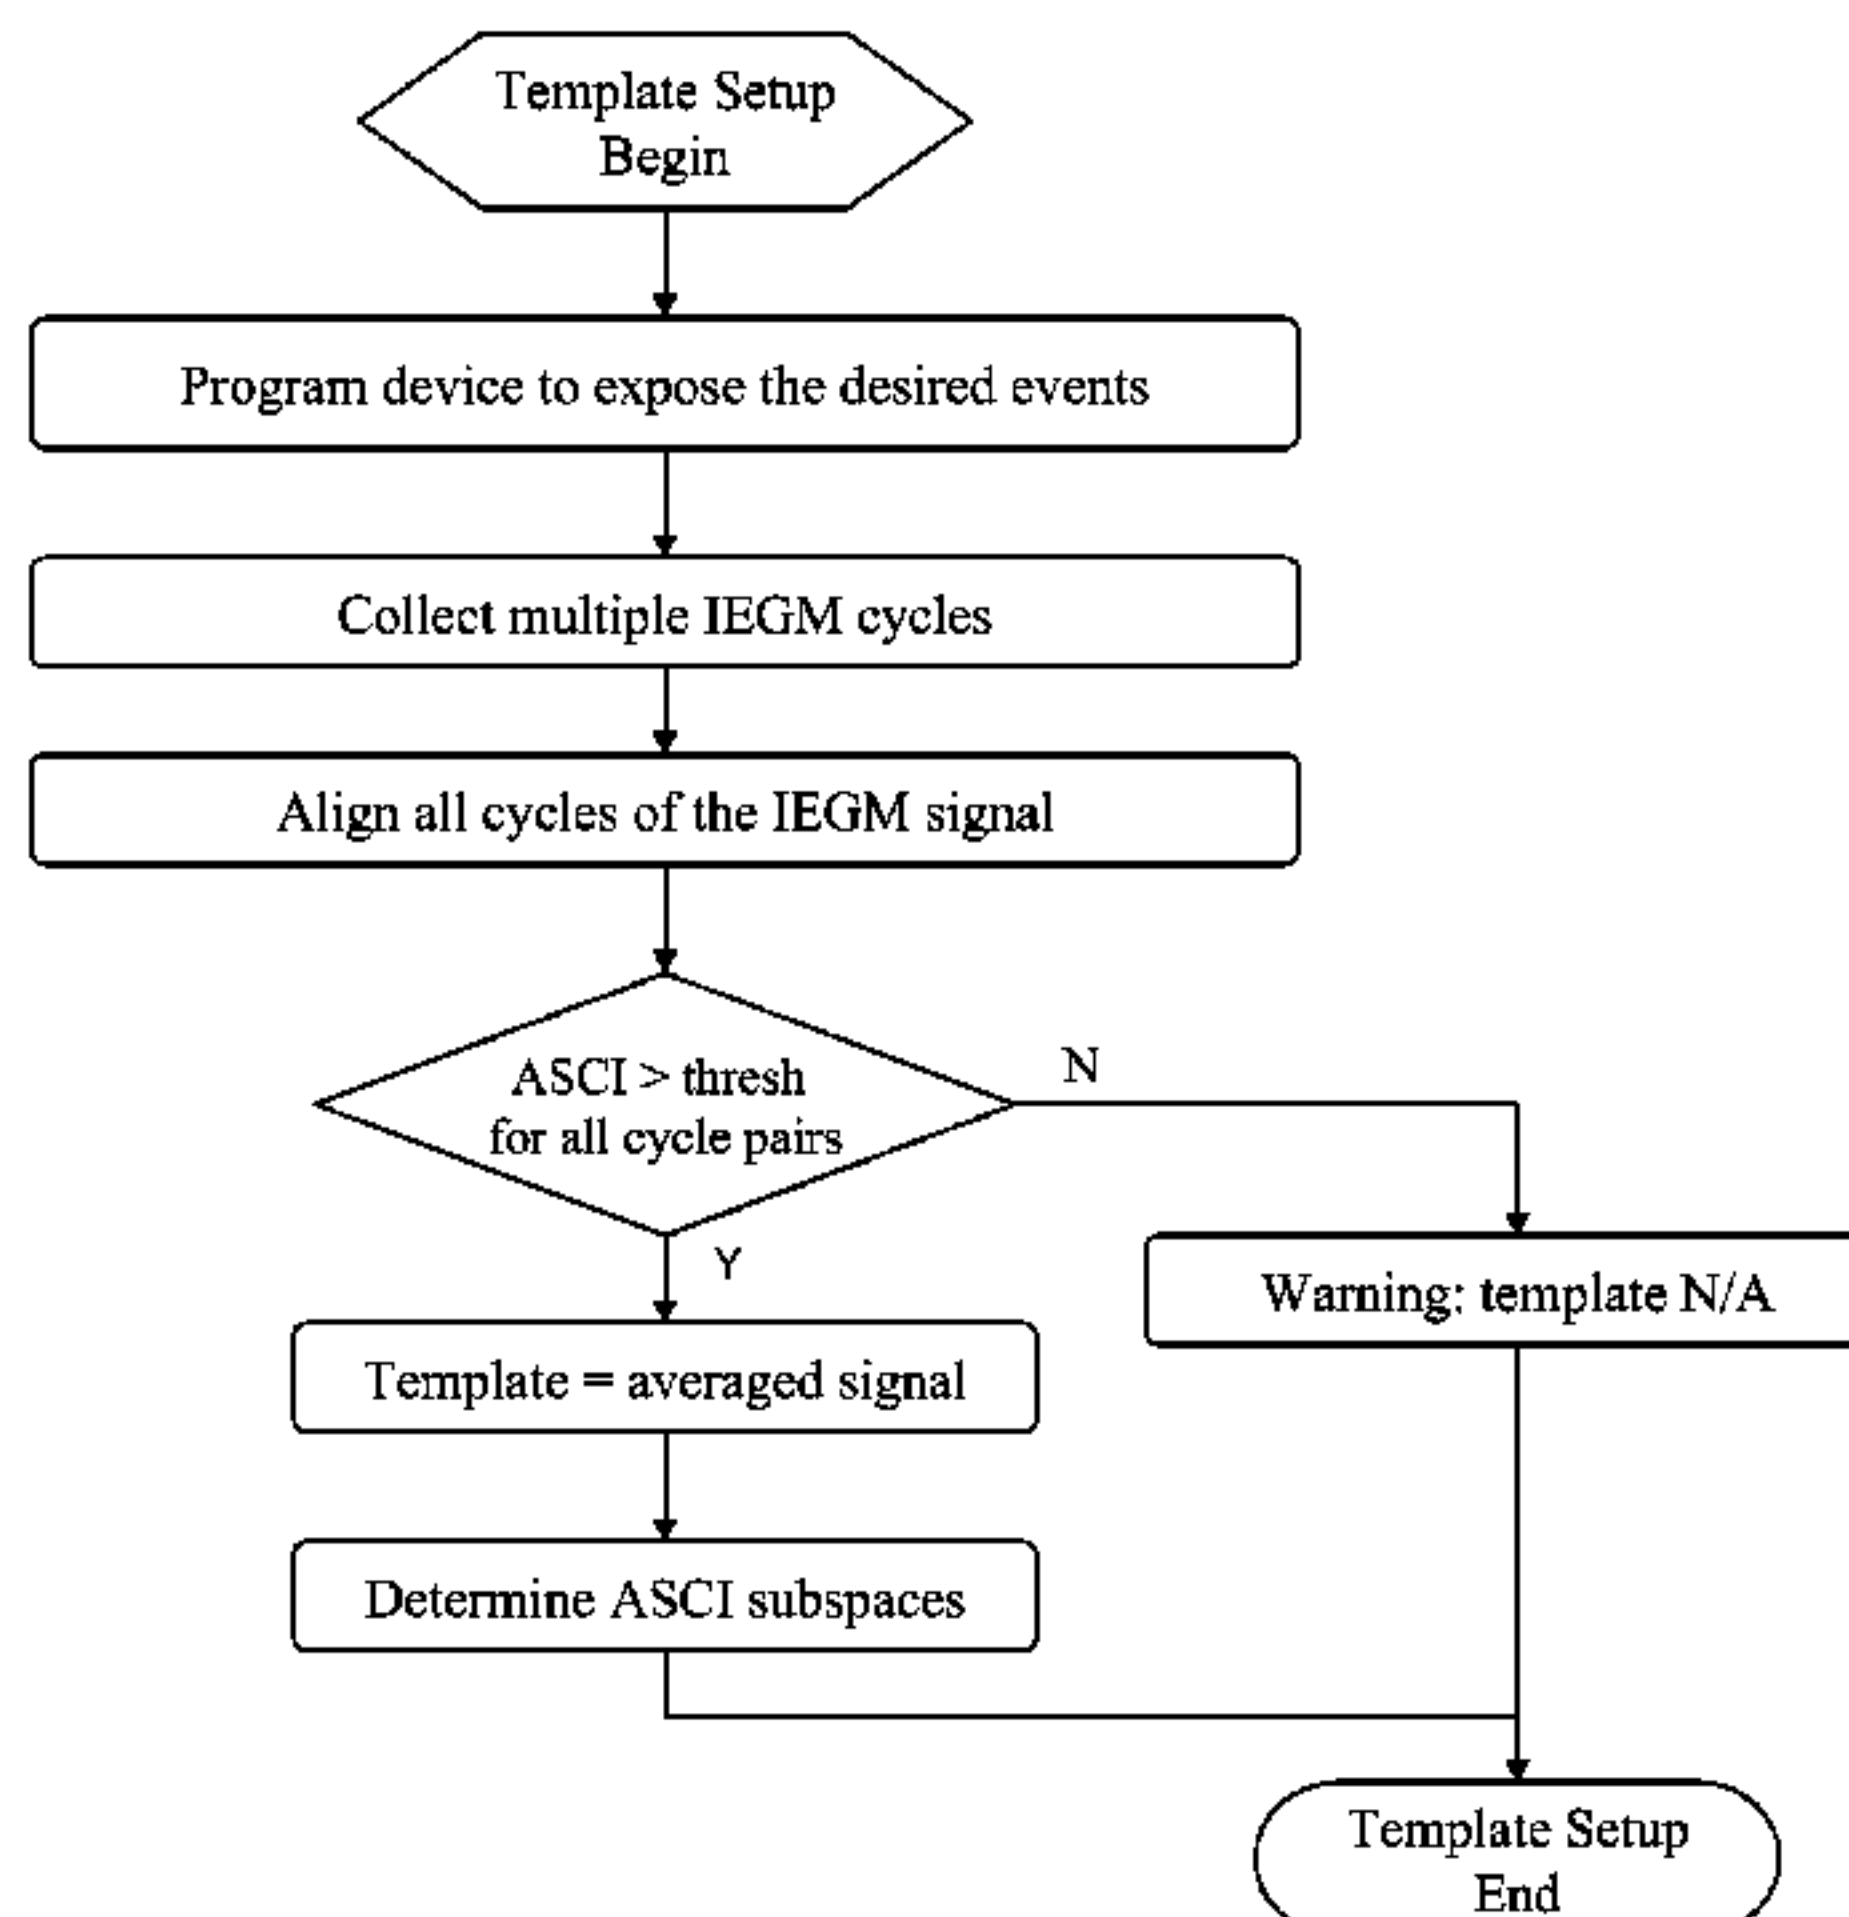 Template Setup
Begin
Program device to expose the desired events
Collect multiple IEGM cycles
Align all cycles of the IEGM signal
ASCI > thresh
for all cycle pairs
N
Y
Warning: template N/A
Template = averaged signal
Determine ASCI subspaces
Template Setup
End